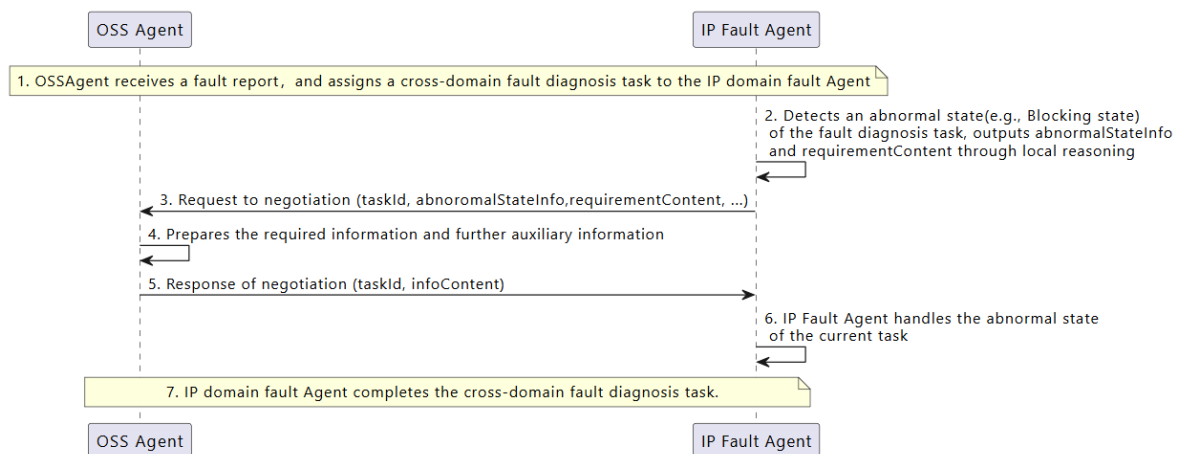 OSS Agent
IP Fault Agent
1. OSSAgent receives a fault report,  and assigns a cross-domain fault diagnosis task to the IP domain fault Agent
2. Detects an abnormal state(e.g., Blocking state)
of the fault diagnosis task, outputs abnormalStateInfo
and requirementContent through local reasoning
3. Request to negotiation (taskId, abnoromalStateInfo,requirementContent, ...)
4. Prepares the required information and further auxiliary information
5. Response of negotiation (taskId, infoContent)
6. IP Fault Agent handles the abnormal state
of the current task
7. IP domain fault Agent completes the cross-domain fault diagnosis task.
OSS Agent
IP Fault Agent